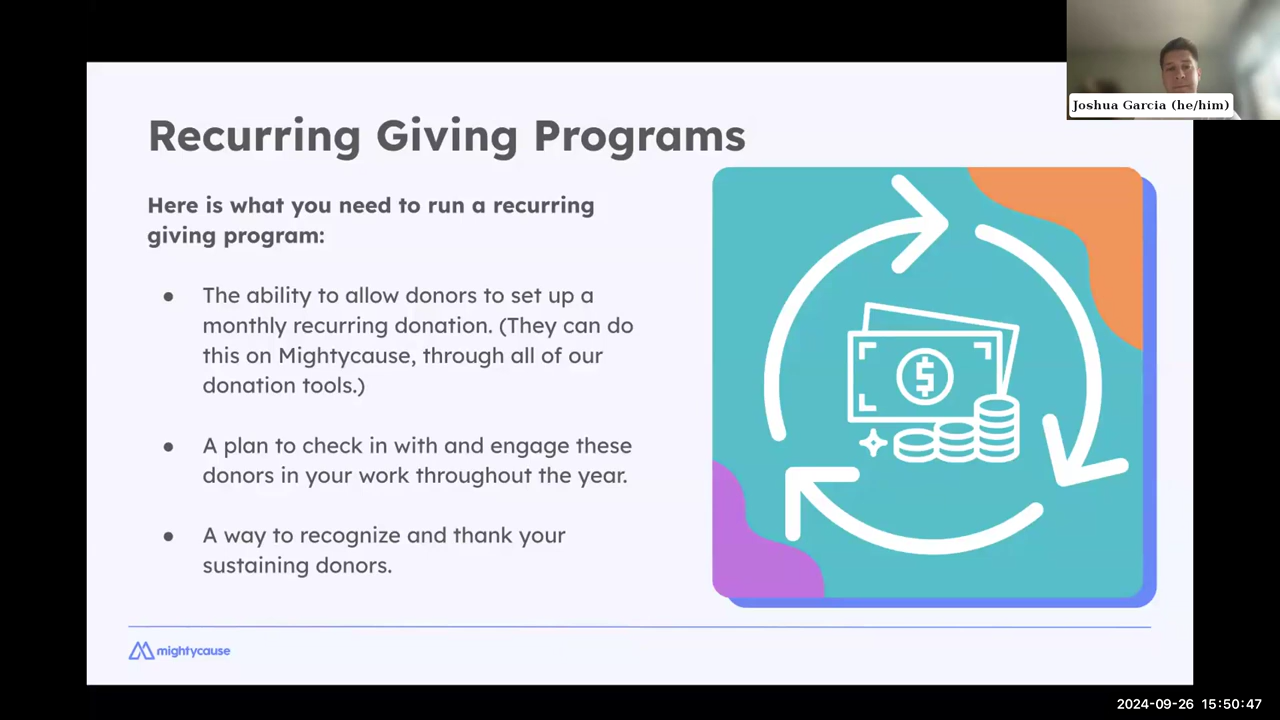 Joshua Garcia (he/him)
Recurring Giving Programs
Here is what you need to run a recurring
giving program:
● The ability to allow donors to set up a
monthly recurring donation. (They can do
this on Mightycause, through all of our
donation tools.)
● A plan to check in with and engage these
donors in your work throughout the year.
● A way to recognize and thank your
sustaining donors.
$
mightycause
2024-09-26 15:50:47